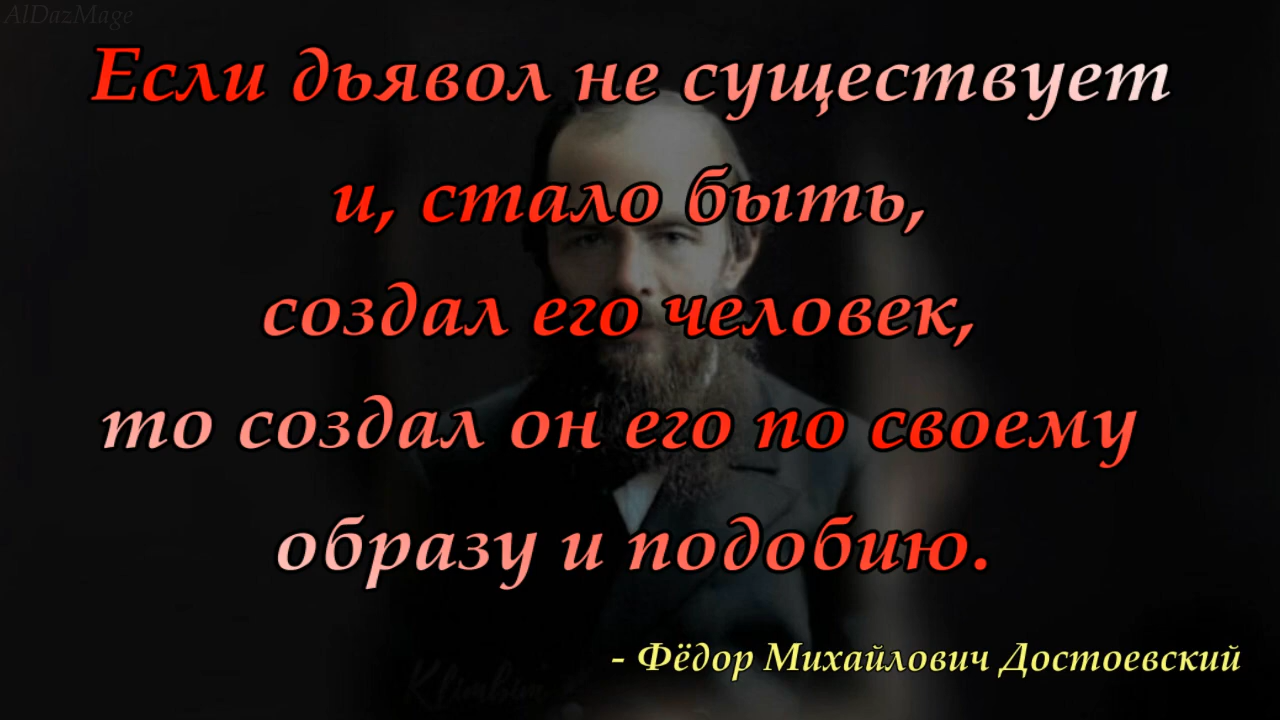 AlDazMage
Если дьявол не существует
и, стало быть,
создал его человек,
то создал он его по своему
образу и подобию.
- Фёдор Михайлович Достоевский